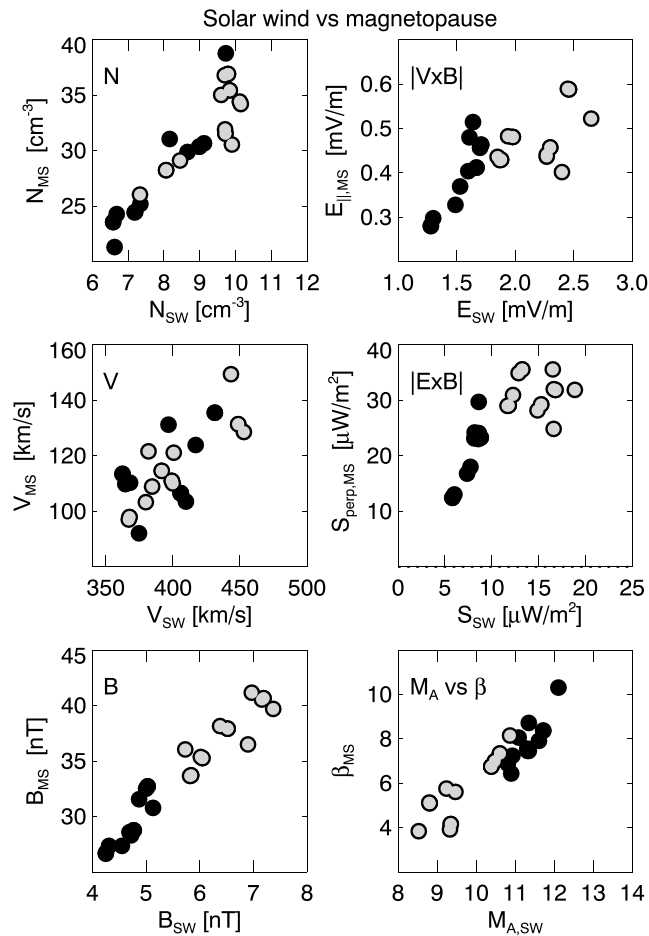 Solar wind vs magnetopause
N
N_MS [cm^-3]
40
35
30
25
6 7 8 9 10 11 12
N_SW [cm^-3]
|VxB|
E_||,MS [mV/m]
0.6
0.5
0.4
0.3
1.0 1.5 2.0 2.5 3.0
E_SW [mV/m]
V
V_MS [km/s]
160
140
120
100
350 400 450 500
V_SW [km/s]
|ExB|
S_perp,MS [μW/m^2]
40
30
20
10
0 5 10 15 20 25
S_SW [μW/m^2]
B
B_MS [nT]
45
40
35
30
4 5 6 7 8
B_SW [nT]
M_A vs β
β_MS
10
8
6
4
8 9 10 11 12 13 14
M_A,SW